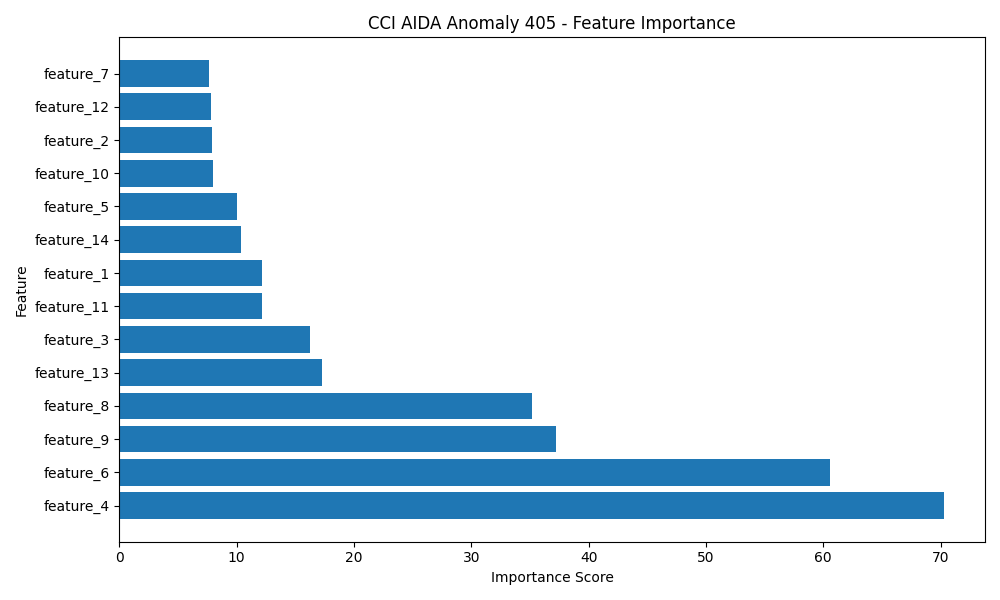 CCI AIDA Anomaly 405 - Feature Importance
feature_7
feature_12
feature_2
feature_10
feature_5
feature_14
feature_1
feature_11
feature_3
feature_13
feature_8
feature_9
feature_6
feature_4
Feature
0 10 20 30 40 50 60 70
Importance Score